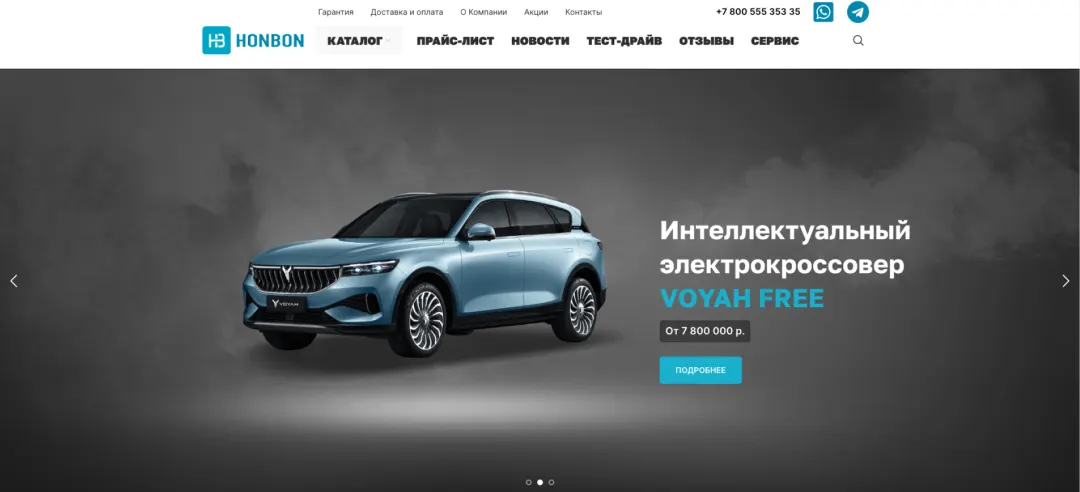 Гарантия Доставка и оплата О Компании Акции Контакты +7 800 555 353 35
HB HONBON КАТАЛОГ ПРАЙС-ЛИСТ НОВОСТИ ТЕСТ-ДРАЙВ ОТЗЫВЫ СЕРВИС
Интеллектуальный
электрокроссовер
VOYAH FREE
VOYAH
От 7 800 000 р.
ПОДРОБНЕЕ